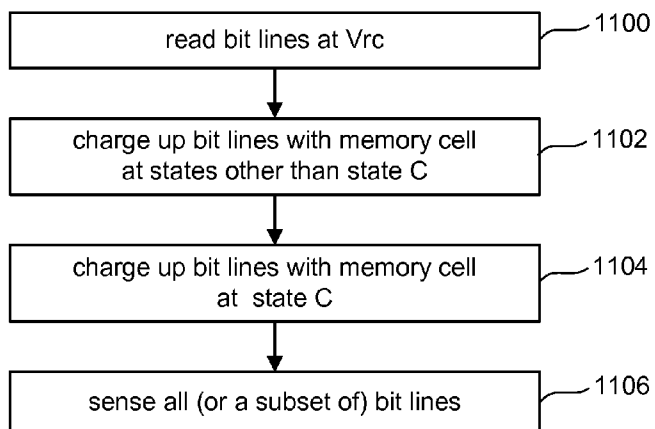 read bit lines at Vrc
1100
charge up bit lines with memory cell
at states other than state C
1102
charge up bit lines with memory cell
at state C
1104
sense all (or a subset of) bit lines
1106